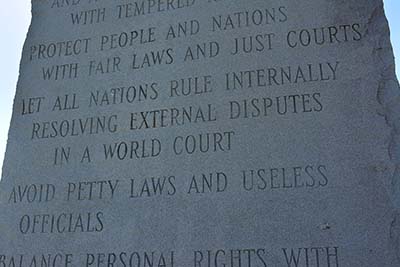 WITH TEMPERED
PROTECT PEOPLE AND NATIONS
WITH FAIR LAWS AND JUST COURTS
LET ALL NATIONS RULE INTERNALLY
RESOLVING EXTERNAL DISPUTES
IN A WORLD COURT
AVOID PETTY LAWS AND USELESS
OFFICIALS
BALANCE PERSONAL RIGHTS WITH